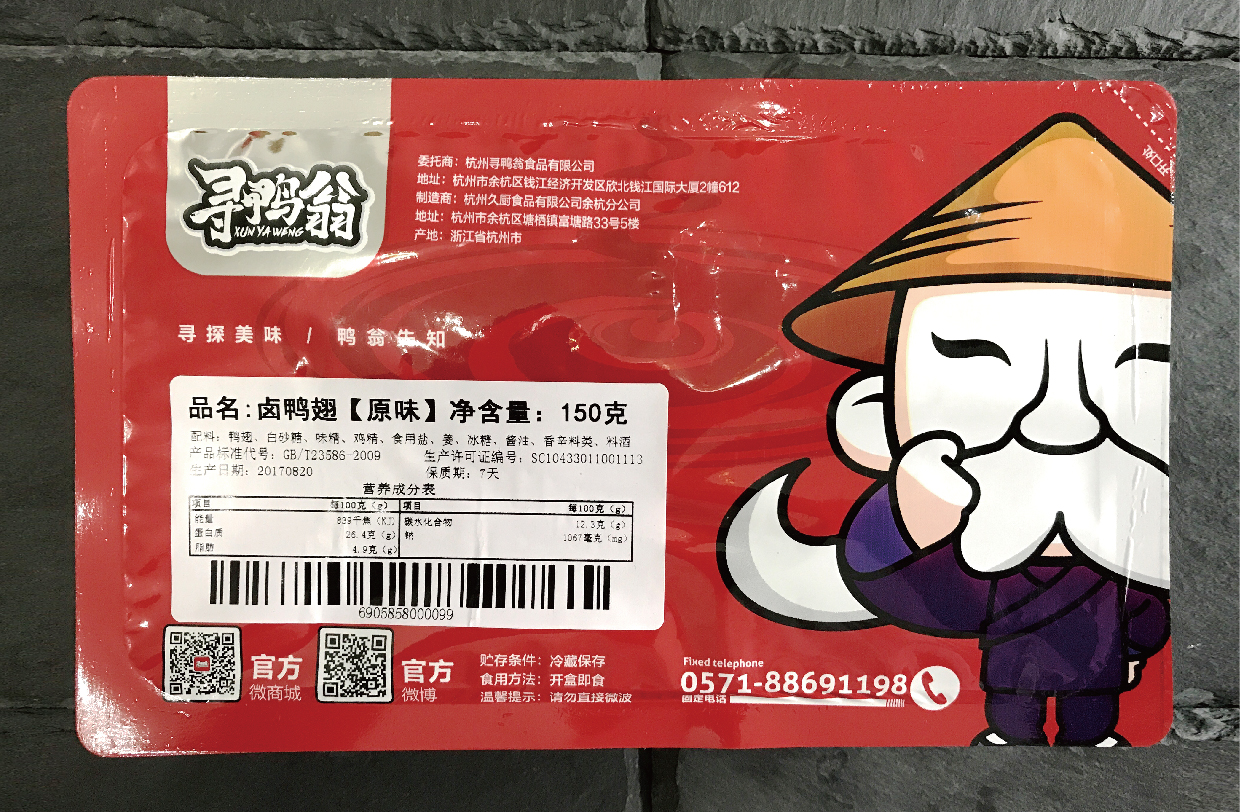 寻鸭翁
XUN YA WENG
委托商：杭州寻鸭翁食品有限公司
地址：杭州市余杭区钱江经济开发区欣北钱江国际大厦2幢612
制造商：杭州久厨食品有限公司余杭分公司
地址：杭州市余杭区塘栖镇富塘路33号5楼
产地：浙江省杭州市
开口处
寻探美味 / 鸭翁先知
品名:卤鸭翅【原味】净含量：150克
配料：鸭翅、白砂糖、味精、鸡精、食用盐、姜、冰糖、酱油、香辛料类、料酒
产品标准代号：GB/T23586-2009 生产许可证编号：SC10433011001113
生产日期：20170820 保质期：7天
营养成分表
项目 每100克（g） 项目 每100克（g）
能量 839千焦（KJ） 碳水化合物 12.3克（g）
蛋白质 26.4克（g） 钠 1067毫克（mg）
脂肪 4.9克（g）
6905858000099
官方
微商城
官方
微博
贮存条件：冷藏保存
食用方法：开盒即食
温馨提示：请勿直接微波
Fixed telephone
0571-88691198
固定电话